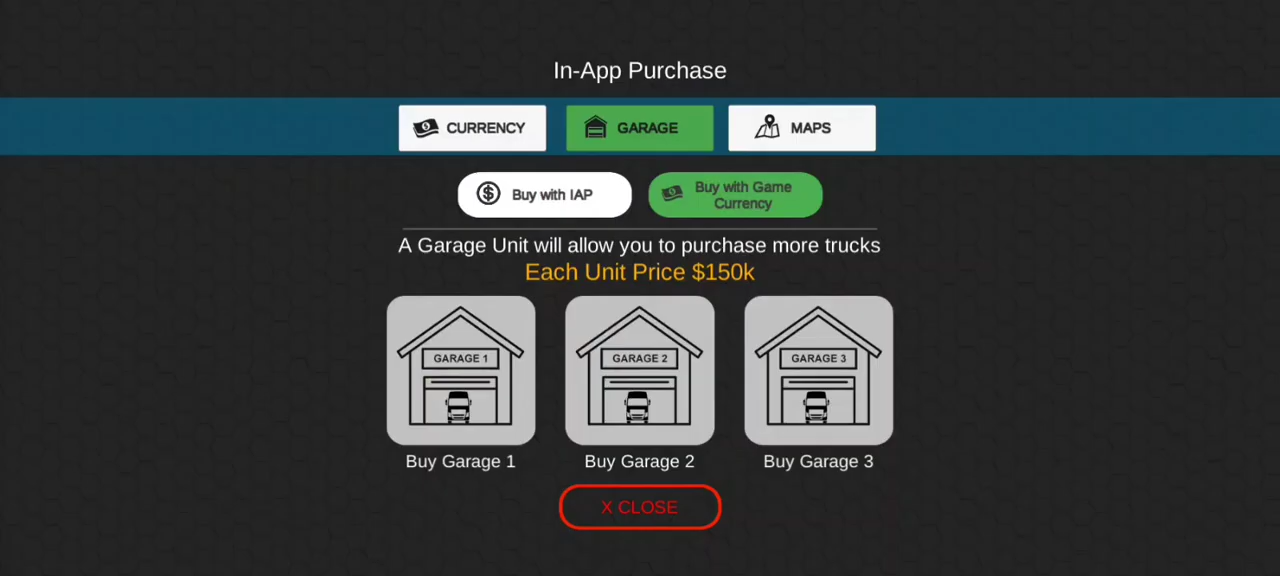 In-App Purchase
CURRENCY
GARAGE
MAPS
Buy with IAP
Buy with Game
Currency
A Garage Unit will allow you to purchase more trucks
Each Unit Price $150k
GARAGE 1
GARAGE 2
GARAGE 3
Buy Garage 1
Buy Garage 2
Buy Garage 3
X CLOSE